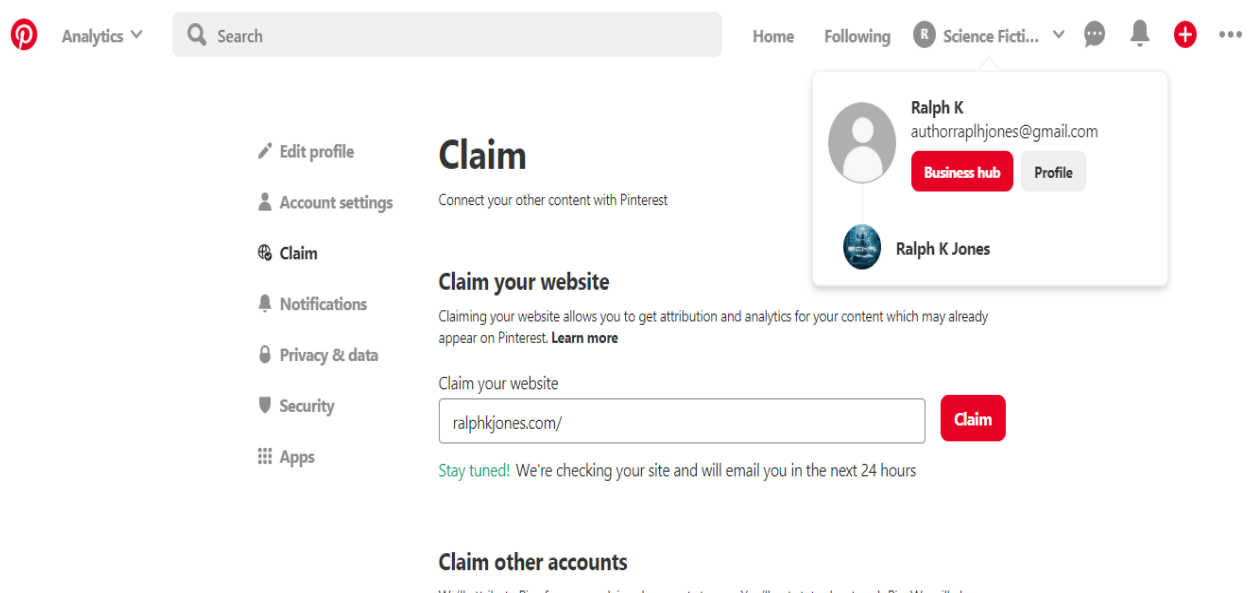 Analytics
Search
Home
Following
R
Science Ficti...
Ralph K
authorraplhjones@gmail.com
Business hub
Profile
Ralph K Jones
Edit profile
Account settings
Claim
Notifications
Privacy & data
Security
Apps
Claim
Connect your other content with Pinterest
Claim your website
Claiming your website allows you to get attribution and analytics for your content which may already
appear on Pinterest. Learn more
Claim your website
ralphkjones.com/
Claim
Stay tuned! We're checking your site and will email you in the next 24 hours
Claim other accounts